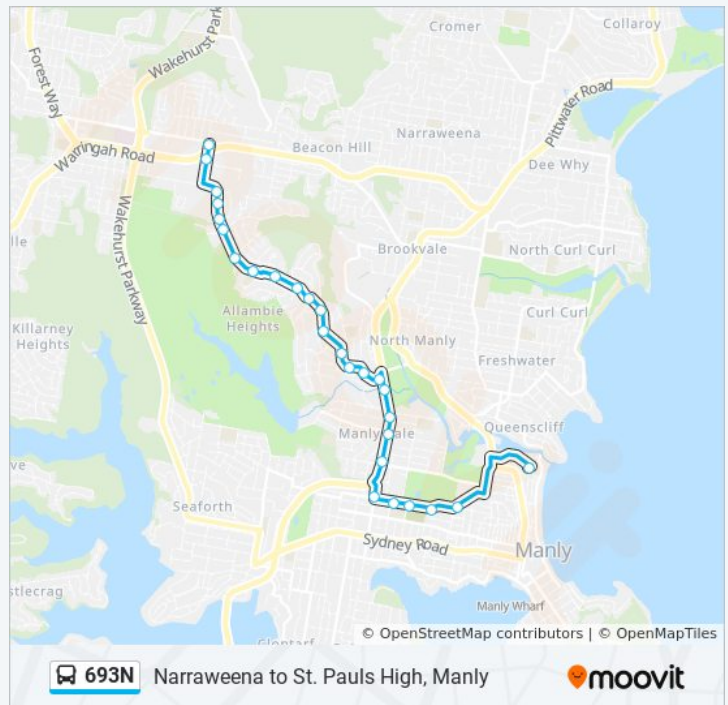 Cromer
Collaroy
Forest Way
Wakehurst Park
Pittwater Road
Beacon Hill
Narraweena
Warringah Road
Dee Why
Wakehurst Parkway
Brookvale
North Curl Curl
Allambie
Heights
Curl Curl
Killarney
Heights
North Manly
Freshwater
Queenscliff
Seaforth
Sydney Road
Manly
Manly Wharf
stlecrag
© OpenStreetMap contributors | © OpenMapTiles
693N
Narraweena to St. Pauls High, Manly
moovit